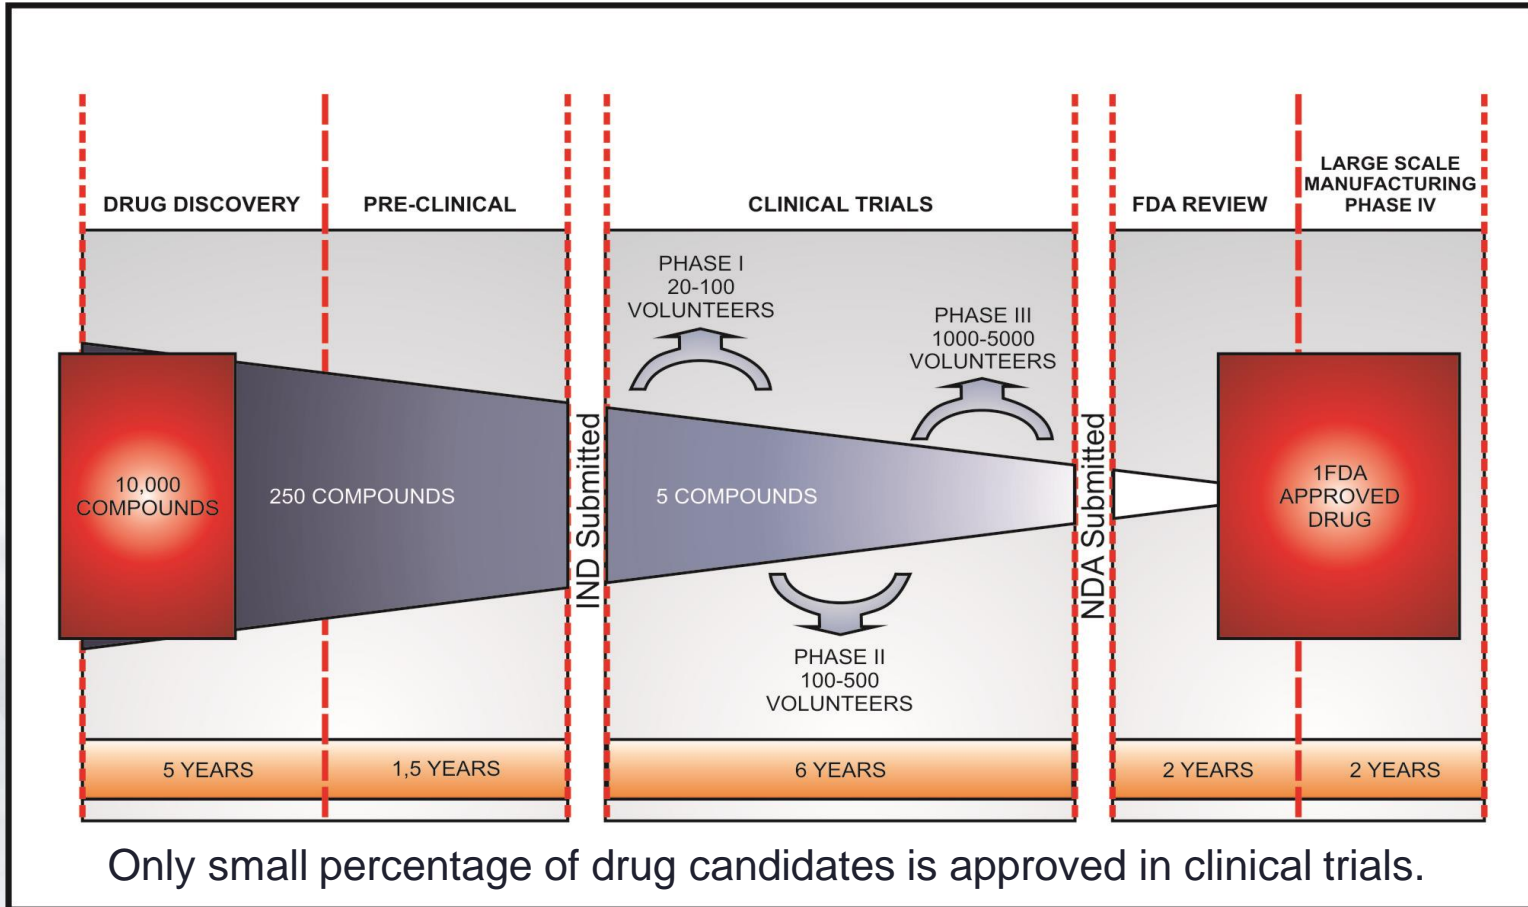 DRUG DISCOVERY
PRE-CLINICAL
CLINICAL TRIALS
FDA REVIEW
LARGE SCALE
MANUFACTURING
PHASE IV
PHASE I
20-100
VOLUNTEERS
PHASE III
1000-5000
VOLUNTEERS
10,000
COMPOUNDS
250 COMPOUNDS
IND Submitted
5 COMPOUNDS
NDA Submitted
1FDA
APPROVED
DRUG
PHASE II
100-500
VOLUNTEERS
5 YEARS
1,5 YEARS
6 YEARS
2 YEARS
2 YEARS
Only small percentage of drug candidates is approved in clinical trials.